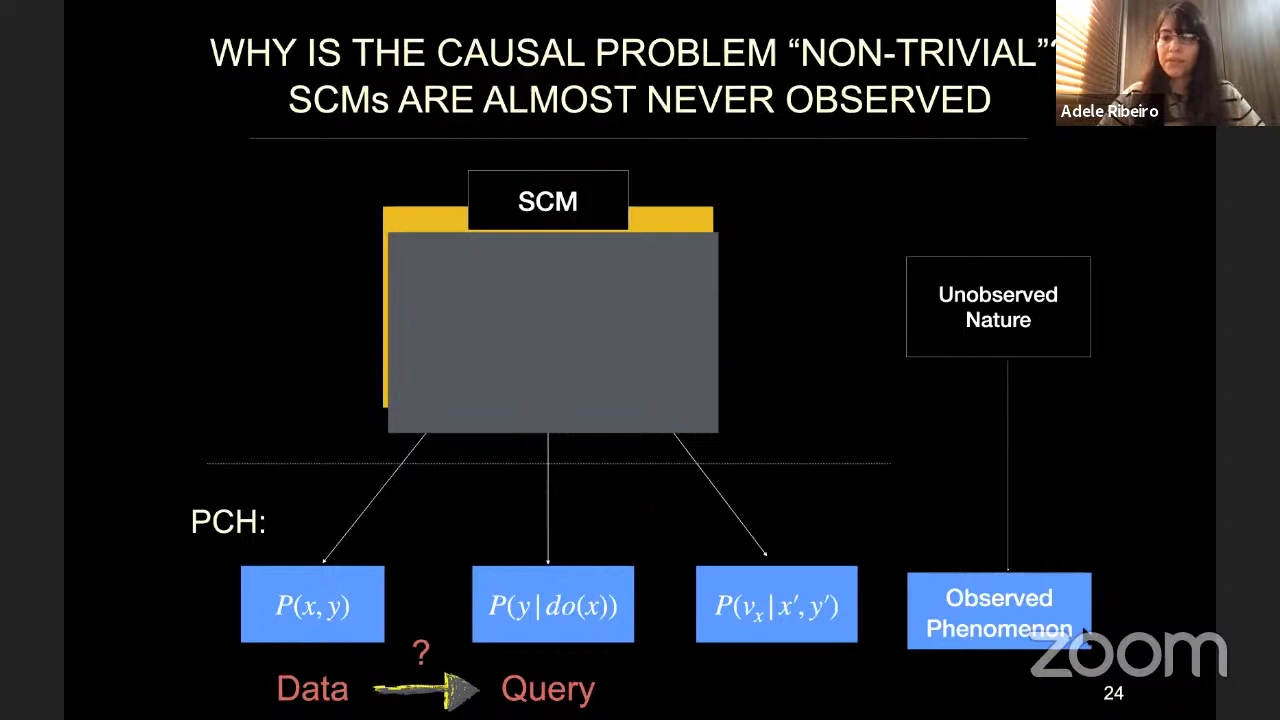 WHY IS THE CAUSAL PROBLEM “NON-TRIVIAL”?
SCMs ARE ALMOST NEVER OBSERVED
Adele Ribeiro
SCM
Unobserved
Nature
PCH:
P(x, y)
P(y | do(x))
P(vₓ | x′, y′)
Observed
Phenomenon
?
Data
Query
zoom
24